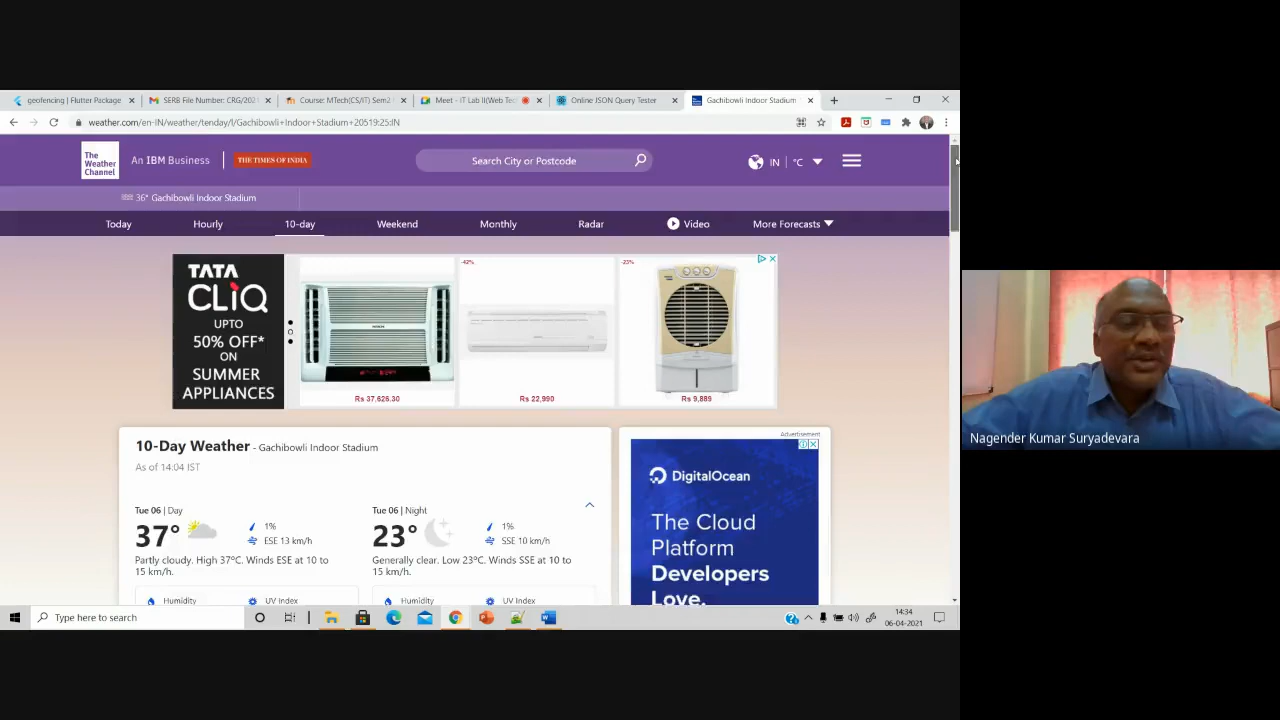 geofencing | Flutter Package
SERB File Number: CRG/2021
Course: MTech(CS/IT) Sem2
Meet - IT Lab II(Web Tec
Online JSON Query Tester
Gachibowli Indoor Stadium
weather.com/en-IN/weather/tenday/l/Gachibowli+Indoor+Stadium+20519:25:IN
The Weather Channel
An IBM Business
THE TIMES OF INDIA
Search City or Postcode
IN | °C
36° Gachibowli Indoor Stadium
Today
Hourly
10-day
Weekend
Monthly
Radar
Video
More Forecasts
TATA
CLiQ
UPTO
50% OFF*
ON
SUMMER
APPLIANCES
Rs 37,626.30
-42%
Rs 22,990
-23%
Rs 9,889
10-Day Weather - Gachibowli Indoor Stadium
As of 14:04 IST
Tue 06 | Day
37°
1%
ESE 13 km/h
Partly cloudy. High 37°C. Winds ESE at 10 to
15 km/h.
Humidity
UV Index
Tue 06 | Night
23°
1%
SSE 10 km/h
Generally clear. Low 23°C. Winds SSE at 10 to
15 km/h.
Humidity
UV Index
Advertisement
DigitalOcean
The Cloud
Platform
Developers
Love.
Type here to search
14:34
06-04-2021
Nagender Kumar Suryadevara